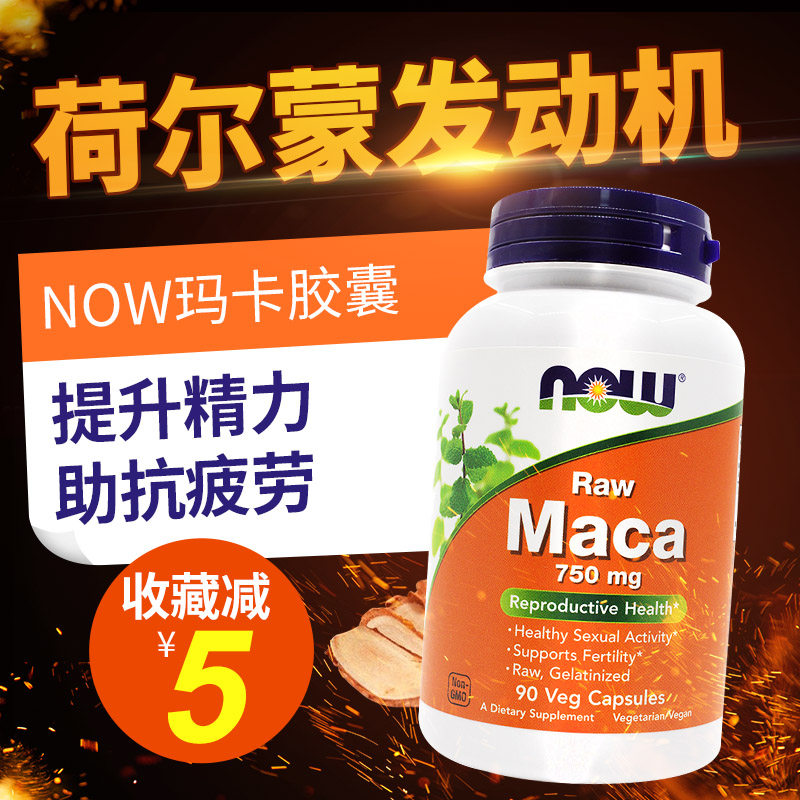 荷尔蒙发动机
NOW玛卡胶囊
提升精力
助抗疲劳
收藏减
¥5
now®
Raw
Maca
750 mg
Reproductive Health*
• Healthy Sexual Activity*
• Supports Fertility*
• Raw, Gelatinized
Non-
GMO
90 Veg Capsules
A Dietary Supplement Vegetarian/Vegan